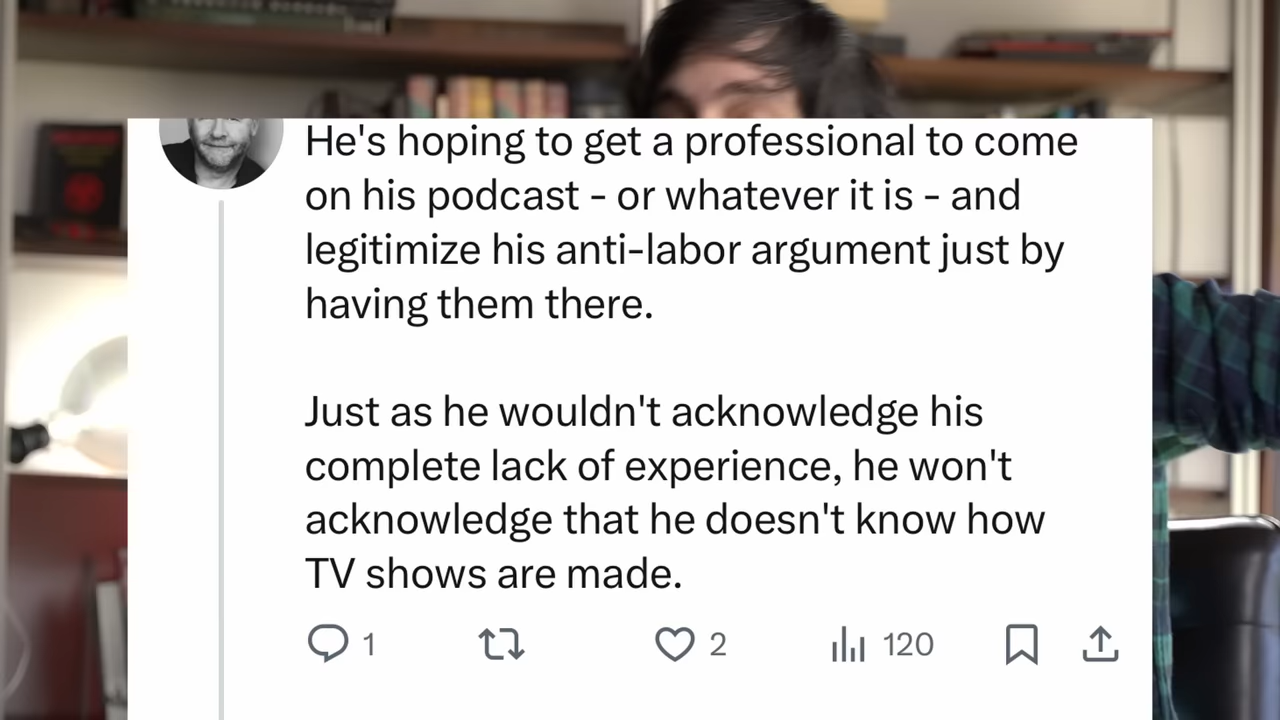 He's hoping to get a professional to come
on his podcast - or whatever it is - and
legitimize his anti-labor argument just by
having them there.
Just as he wouldn't acknowledge his
complete lack of experience, he won't
acknowledge that he doesn't know how
TV shows are made.
1
2
120